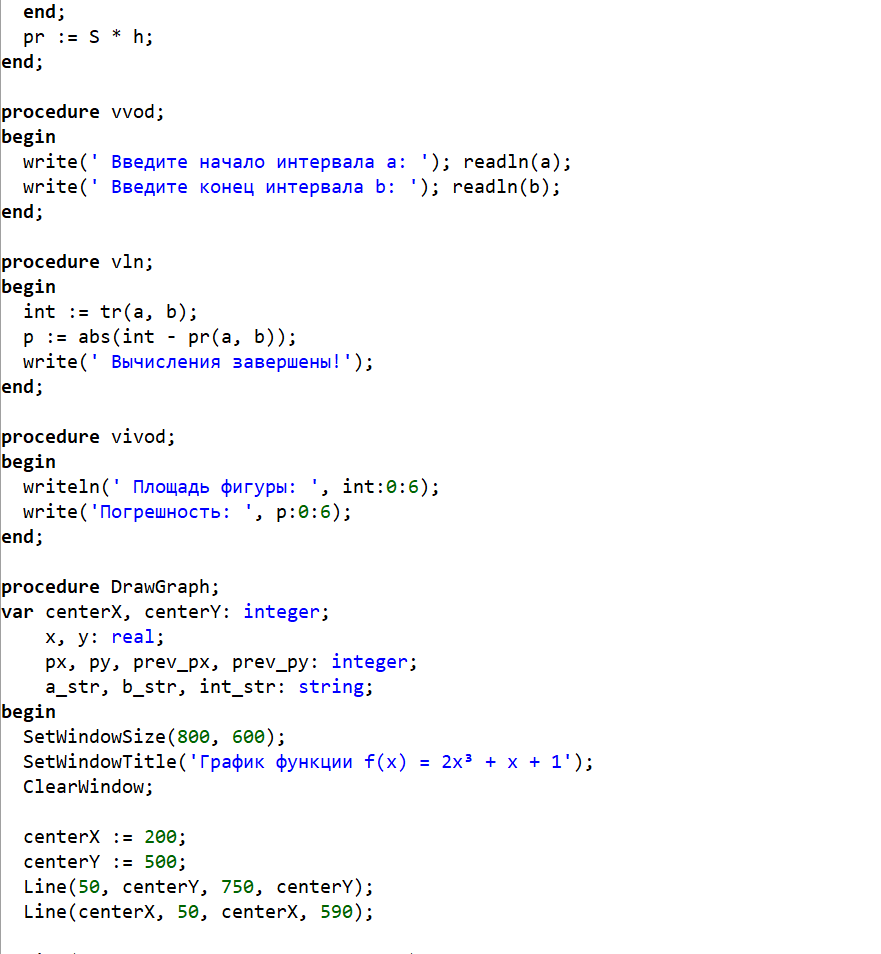 end;
  pr := S * h;
end;

procedure vvod;
begin
  write(' Введите начало интервала a: '); readln(a);
  write(' Введите конец интервала b: '); readln(b);
end;

procedure vln;
begin
  int := tr(a, b);
  p := abs(int - pr(a, b));
  write(' Вычисления завершены!');
end;

procedure vivod;
begin
  writeln(' Площадь фигуры: ', int:0:6);
  write('Погрешность: ', p:0:6);
end;

procedure DrawGraph;
var centerX, centerY: integer;
    x, y: real;
    px, py, prev_px, prev_py: integer;
    a_str, b_str, int_str: string;
begin
  SetWindowSize(800, 600);
  SetWindowTitle('График функции f(x) = 2x³ + x + 1');
  ClearWindow;

  centerX := 200;
  centerY := 500;
  Line(50, centerY, 750, centerY);
  Line(centerX, 50, centerX, 590);